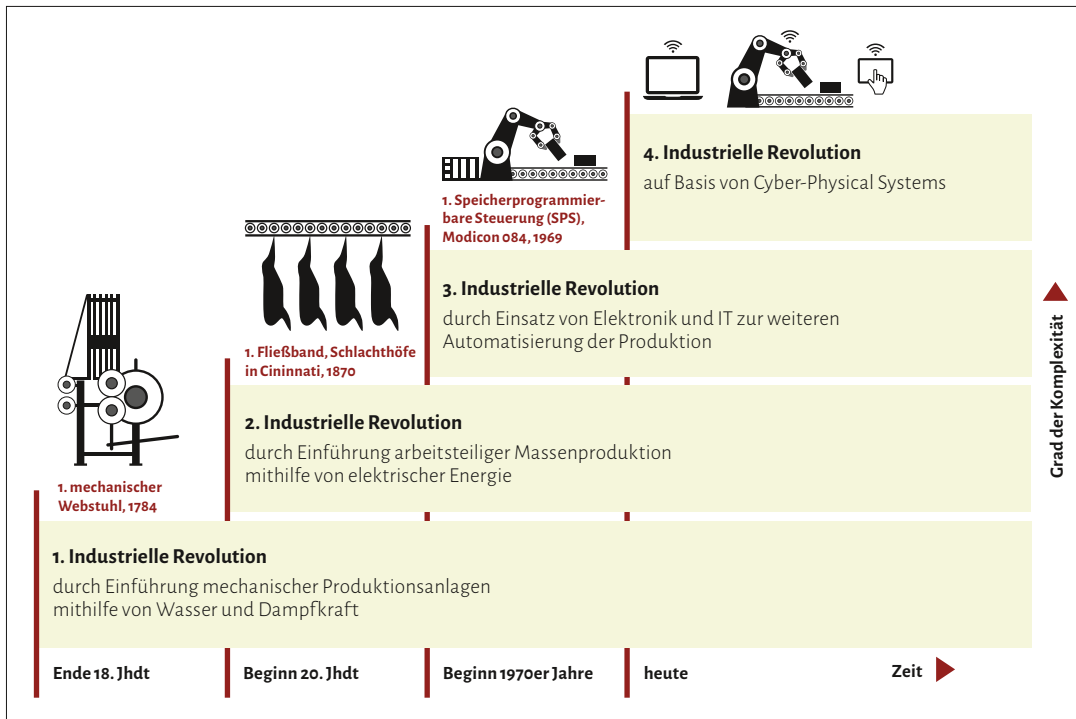 4. Industrielle Revolution
auf Basis von Cyber-Physical Systems
1. Speicherprogrammier-
bare Steuerung (SPS),
Modicon 084, 1969
3. Industrielle Revolution
durch Einsatz von Elektronik und IT zur weiteren
Automatisierung der Produktion
1. Fließband, Schlachthöfe
in Cininnati, 1870
2. Industrielle Revolution
durch Einführung arbeitsteiliger Massenproduktion
mithilfe von elektrischer Energie
1. mechanischer
Webstuhl, 1784
1. Industrielle Revolution
durch Einführung mechanischer Produktionsanlagen
mithilfe von Wasser und Dampfkraft
Grad der Komplexität
Ende 18. Jhdt
Beginn 20. Jhdt
Beginn 1970er Jahre
heute
Zeit